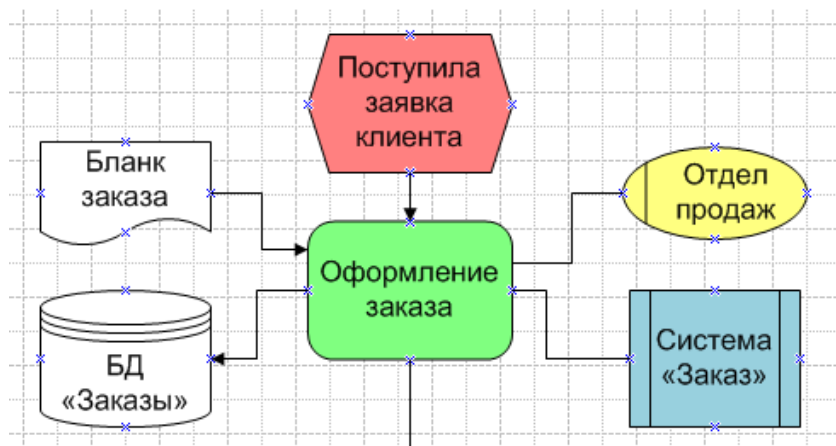 Поступила
заявка
клиента
Бланк
заказа
Отдел
продаж
Оформление
заказа
БД
«Заказы»
Система
«Заказ»